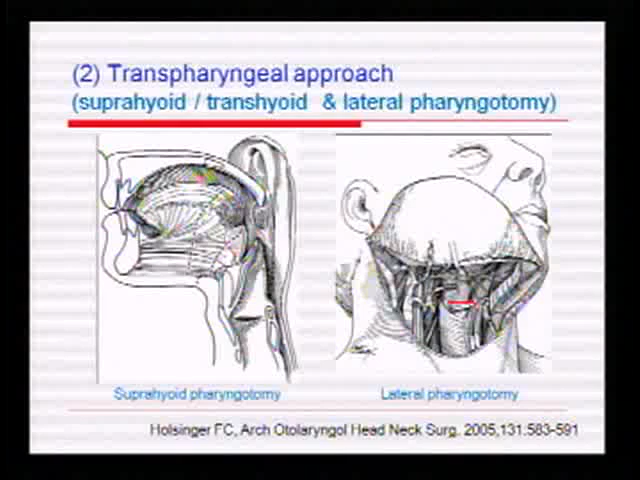 (2) Transpharyngeal approach
(suprahyoid / transhyoid & lateral pharyngotomy)
Suprahyoid pharyngotomy
Lateral pharyngotomy
Holsinger FC, Arch Otolaryngol Head Neck Surg. 2005;131:583-591